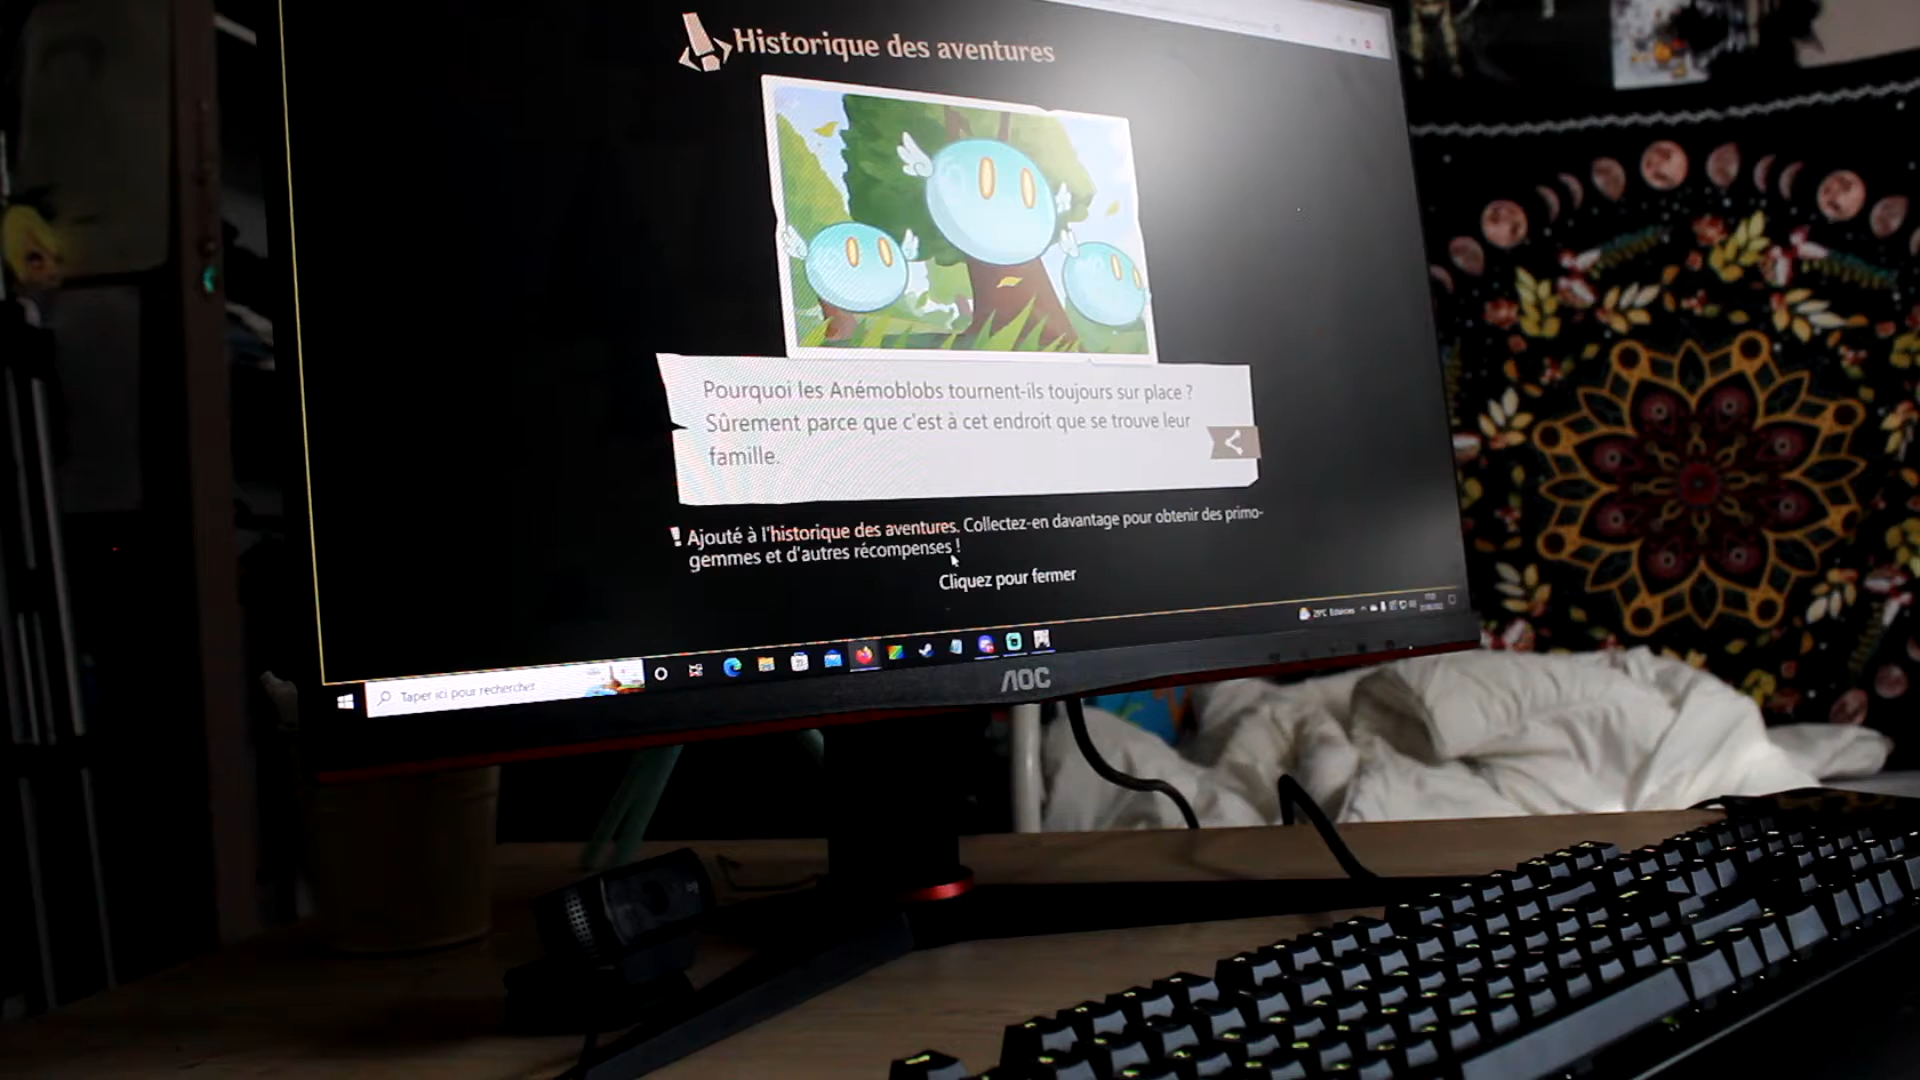 Historique des aventures
Pourquoi les Anémoblobs tournent-ils toujours sur place ?
Sûrement parce que c'est à cet endroit que se trouve leur
famille.
! Ajouté à l'historique des aventures. Collectez-en davantage pour obtenir des primo-
gemmes et d'autres récompenses !
Cliquez pour fermer
Taper ici pour rechercher
AOC